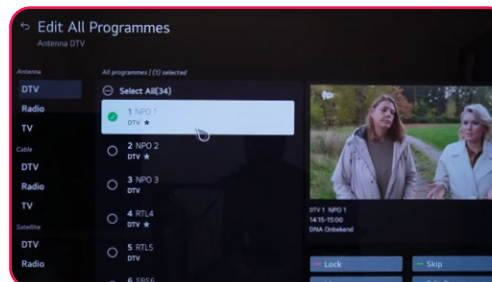 Edit All Programmes
Antenna DTV
Antenna
DTV
Radio
TV
Cable
DTV
Radio
TV
Satellite
DTV
Radio
All programmes | (1) selected
Select All(34)
1 NPO 1
DTV ★
2 NPO 2
DTV ★
3 NPO 3
DTV
4 RTL4
DTV ★
5 RTL5
DTV
6 SBS6
DTV 1 NPO 1
14:15-15:00
DNA Onbekend
Lock
Skip